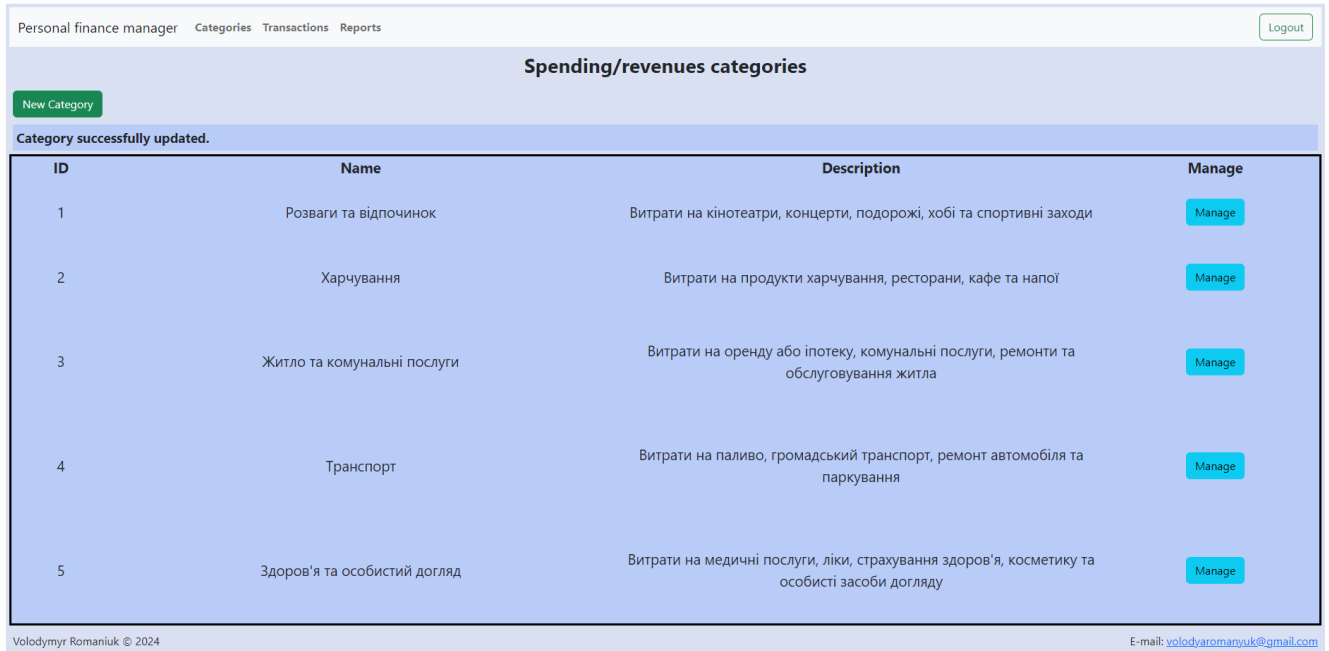 Personal finance manager Categories Transactions Reports Logout
Spending/revenues categories
New Category
Category successfully updated.
ID Name Description Manage
1 Розваги та відпочинок Витрати на кінотеатри, концерти, подорожі, хобі та спортивні заходи Manage
2 Харчування Витрати на продукти харчування, ресторани, кафе та напої Manage
3 Житло та комунальні послуги Витрати на оренду або іпотеку, комунальні послуги, ремонти та
обслуговування житла Manage
4 Транспорт Витрати на паливо, громадський транспорт, ремонт автомобіля та
паркування Manage
5 Здоров'я та особистий догляд Витрати на медичні послуги, ліки, страхування здоров'я, косметику та
особисті засоби догляду Manage
Volodymyr Romaniuk © 2024 E-mail: volodyaromanyuk@gmail.com